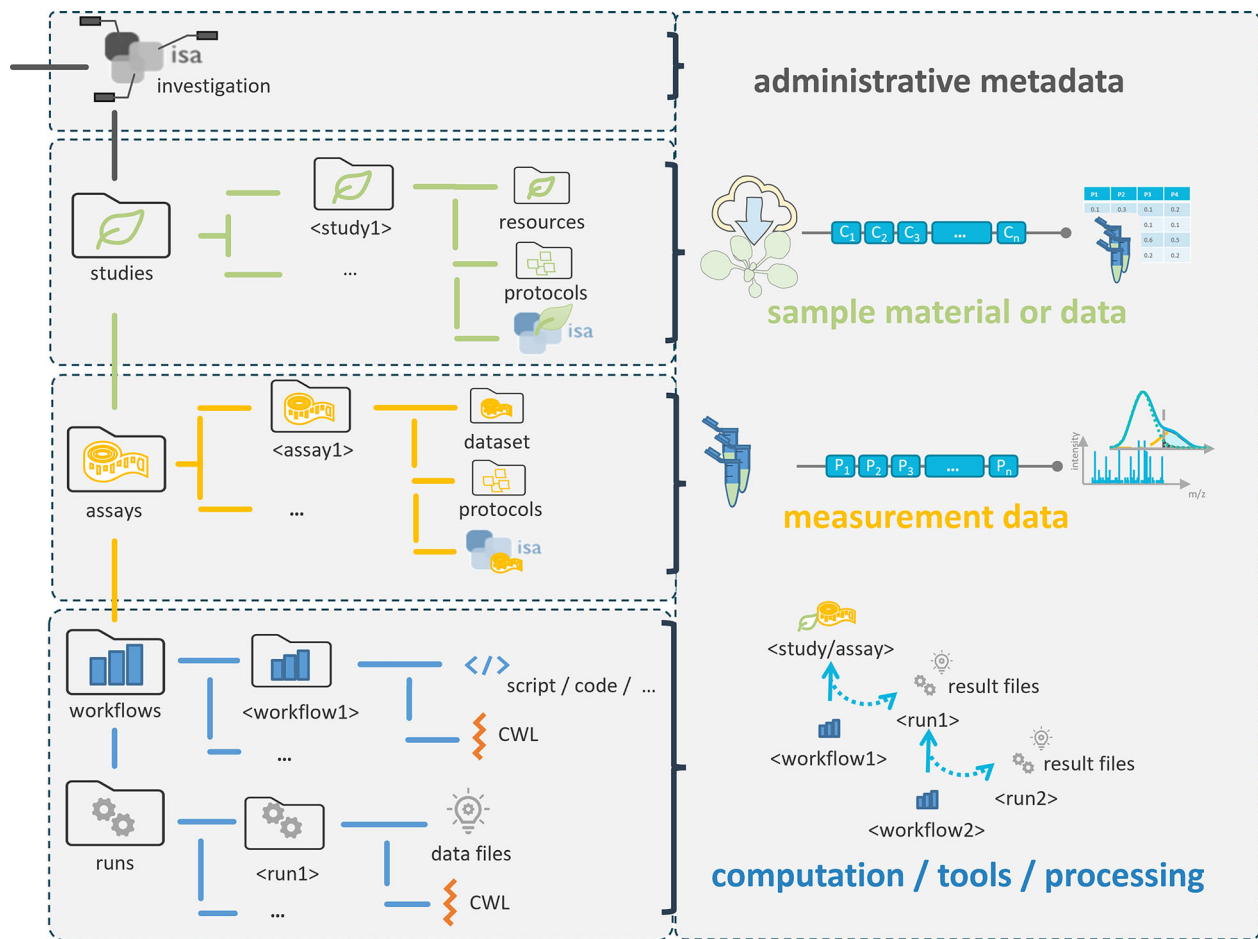 isa
investigation
administrative metadata
studies
<study1>
...
resources
protocols
isa
C1 C2 C3 ... Cn
P1 P2 P3 P4
0.1 0.3 0.1 0.2
0.1 0.1
0.6 0.5
0.2 0.2
sample material or data
assays
<assay1>
...
dataset
protocols
isa
P1 P2 P3 ... Pn
intensity
m/z
measurement data
workflows
<workflow1>
...
script / code / ...
CWL
runs
<run1>
...
data files
CWL
<study/assay>
result files
<run1>
<workflow1>
result files
<run2>
<workflow2>
computation / tools / processing